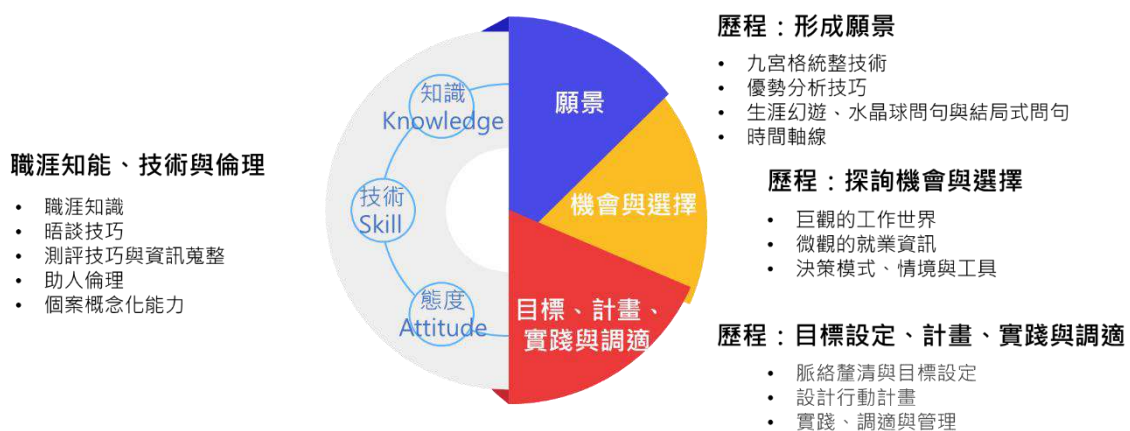 職涯知能、技術與倫理
• 職涯知識
• 晤談技巧
• 測評技巧與資訊蒐整
• 助人倫理
• 個案概念化能力
知識
Knowledge
技術
Skill
態度
Attitude
願景
機會與選擇
目標、計畫、
實踐與調適
歷程：形成願景
• 九宮格統整技術
• 優勢分析技巧
• 生涯幻遊、水晶球問句與結局式問句
• 時間軸線
歷程：探詢機會與選擇
• 巨觀的工作世界
• 微觀的就業資訊
• 決策模式、情境與工具
歷程：目標設定、計畫、實踐與調適
• 脈絡釐清與目標設定
• 設計行動計畫
• 實踐、調適與管理